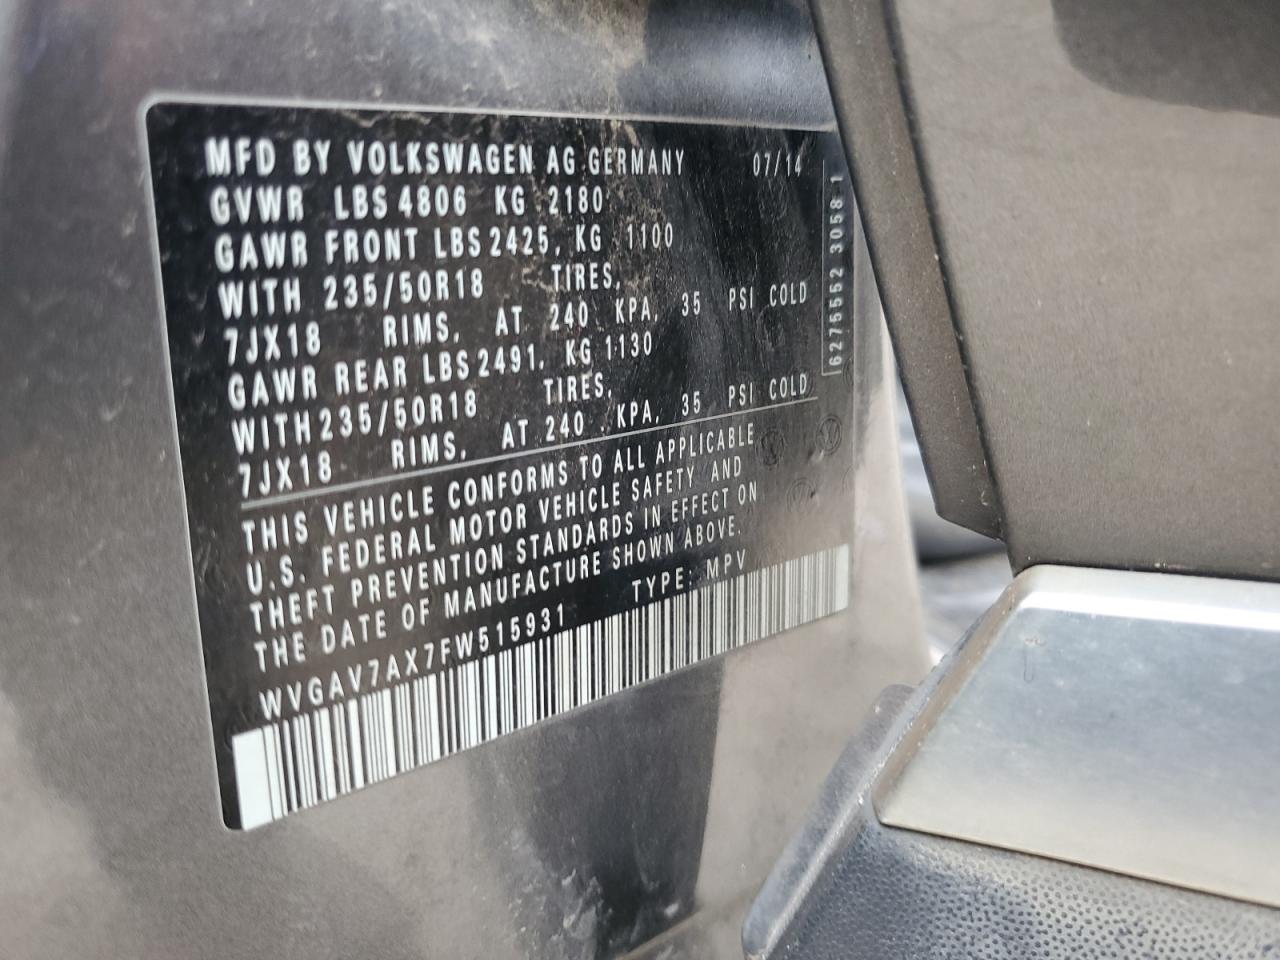 MFD BY VOLKSWAGEN AG GERMANY 07/14
GVWR LBS 4806 KG 2180
GAWR FRONT LBS 2425, KG 1100
WITH 235/50R18 TIRES,
7JX18 RIMS, AT 240 KPA, 35 PSI COLD
GAWR REAR LBS 2491, KG 1130
WITH 235/50R18 TIRES,
7JX18 RIMS, AT 240 KPA, 35 PSI COLD
THIS VEHICLE CONFORMS TO ALL APPLICABLE
U.S. FEDERAL MOTOR VEHICLE SAFETY AND
THEFT PREVENTION STANDARDS IN EFFECT ON
THE DATE OF MANUFACTURE SHOWN ABOVE.
WVGAV7AX7FW515931 TYPE: MPV
6275552 3058 1